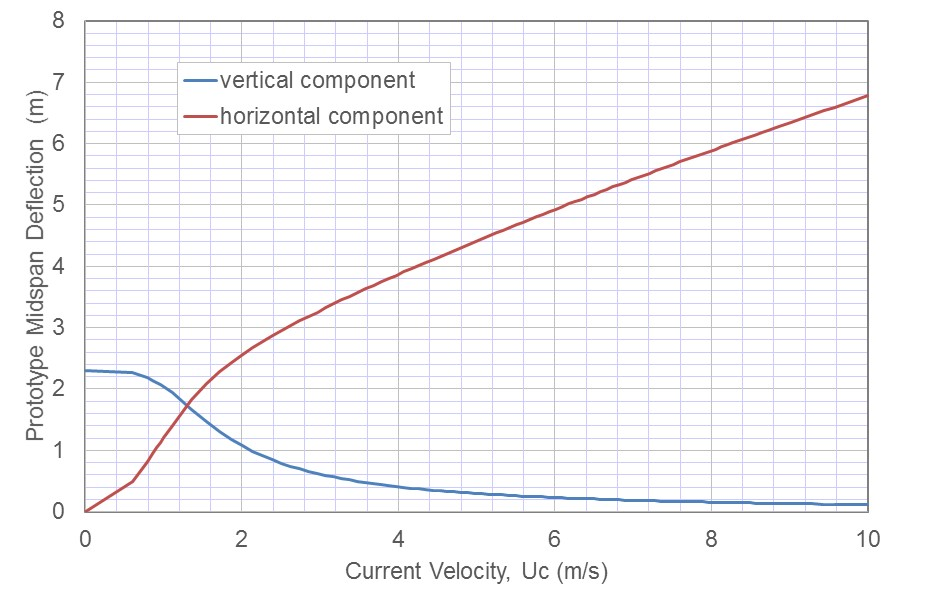 8
7
6
5
4
3
2
1
0
Prototype Midspan Deflection (m)
vertical component
horizontal component
0 2 4 6 8 10
Current Velocity, Uc (m/s)